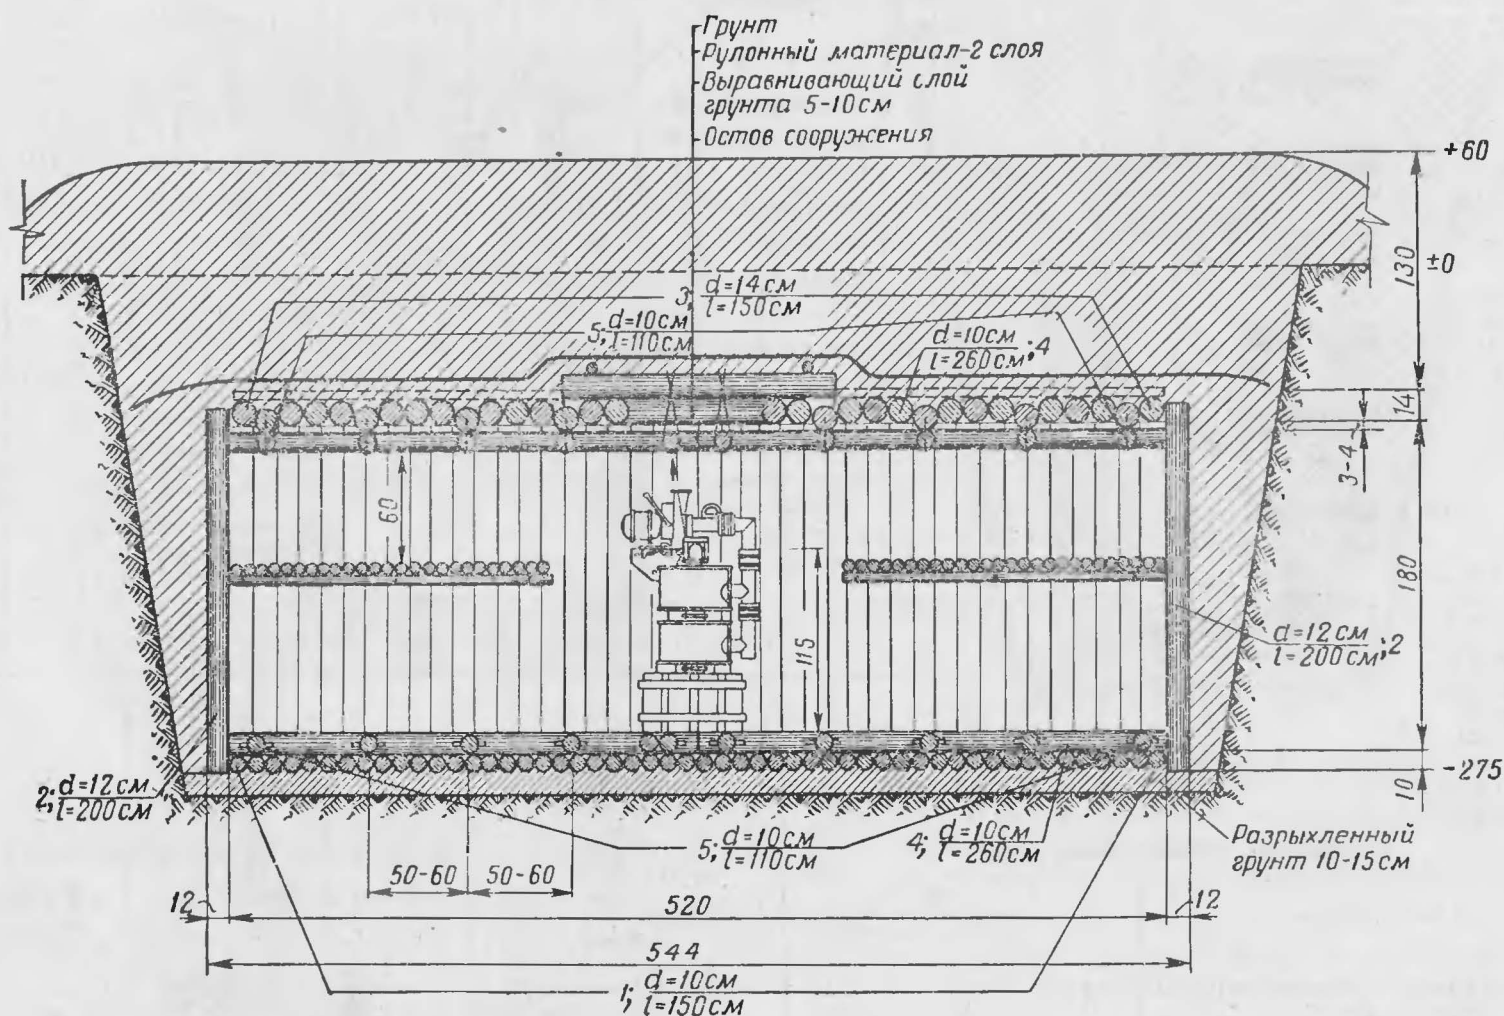 Грунт
Рулонный материал-2 слоя
Выравнивающий слой
грунта 5-10см
Остов сооружения
+60
130
±0
3; d=14см
l=150см
5; d=10см
l=110см
d=10см
l=260см; 4
14
3-4
60
180
115
d=12см
l=200см; 2
-275
2; d=12см
l=200см
10
5; d=10см
l=110см
4; d=10см
l=260см
Разрыхленный
грунт 10-15см
50-60
50-60
12
520
12
544
1; d=10см
l=150см